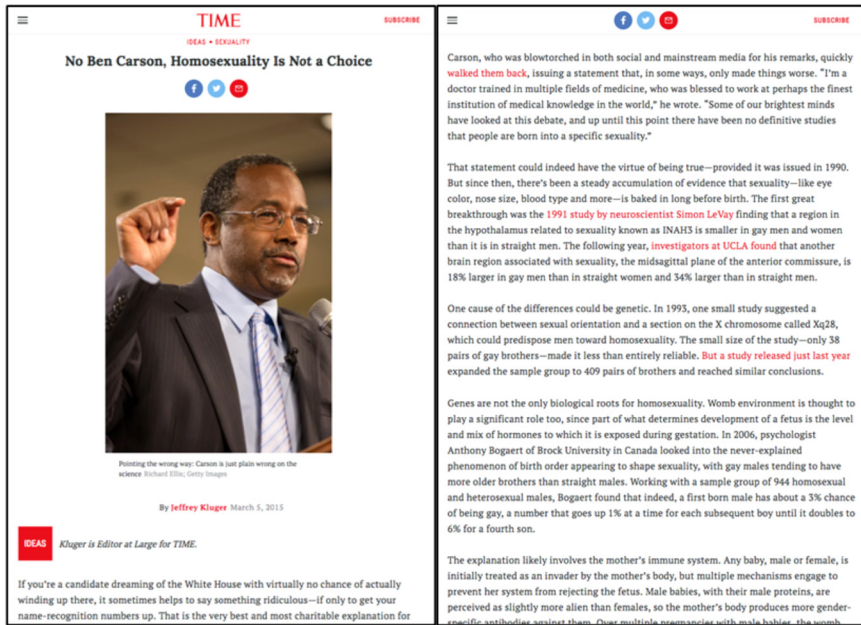 TIME
SUBSCRIBE
IDEAS • SEXUALITY
No Ben Carson, Homosexuality Is Not a Choice
Pointing the wrong way: Carson is just plain wrong on the
science Richard Ellis; Getty Images
By Jeffrey Kluger March 5, 2015
IDEAS
Kluger is Editor at Large for TIME.
If you're a candidate dreaming of the White House with virtually no chance of actually
winding up there, it sometimes helps to say something ridiculous—if only to get your
name-recognition numbers up. That is the very best and most charitable explanation for
SUBSCRIBE
Carson, who was blowtorched in both social and mainstream media for his remarks, quickly
walked them back, issuing a statement that, in some ways, only made things worse. “I'm a
doctor trained in multiple fields of medicine, who was blessed to work at perhaps the finest
institution of medical knowledge in the world,” he wrote. “Some of our brightest minds
have looked at this debate, and up until this point there have been no definitive studies
that people are born into a specific sexuality.”
That statement could indeed have the virtue of being true—provided it was issued in 1990.
But since then, there's been a steady accumulation of evidence that sexuality—like eye
color, nose size, blood type and more—is baked in long before birth. The first great
breakthrough was the 1991 study by neuroscientist Simon LeVay finding that a region in
the hypothalamus related to sexuality known as INAH3 is smaller in gay men and women
than it is in straight men. The following year, investigators at UCLA found that another
brain region associated with sexuality, the midsagittal plane of the anterior commissure, is
18% larger in gay men than in straight women and 34% larger than in straight men.
One cause of the differences could be genetic. In 1993, one small study suggested a
connection between sexual orientation and a section on the X chromosome called Xq28,
which could predispose men toward homosexuality. The small size of the study—only 38
pairs of gay brothers—made it less than entirely reliable. But a study released just last year
expanded the sample group to 409 pairs of brothers and reached similar conclusions.
Genes are not the only biological roots for homosexuality. Womb environment is thought to
play a significant role too, since part of what determines development of a fetus is the level
and mix of hormones to which it is exposed during gestation. In 2006, psychologist
Anthony Bogaert of Brock University in Canada looked into the never-explained
phenomenon of birth order appearing to shape sexuality, with gay males tending to have
more older brothers than straight males. Working with a sample group of 944 homosexual
and heterosexual males, Bogaert found that indeed, a first born male has about a 3% chance
of being gay, a number that goes up 1% at a time for each subsequent boy until it doubles to
6% for a fourth son.
The explanation likely involves the mother's immune system. Any baby, male or female, is
initially treated as an invader by the mother's body, but multiple mechanisms engage to
prevent her system from rejecting the fetus. Male babies, with their male proteins, are
perceived as slightly more alien than females, so the mother's body produces more gender-
specific antibodies against them. Over multiple pregnancies with male babies, the womb